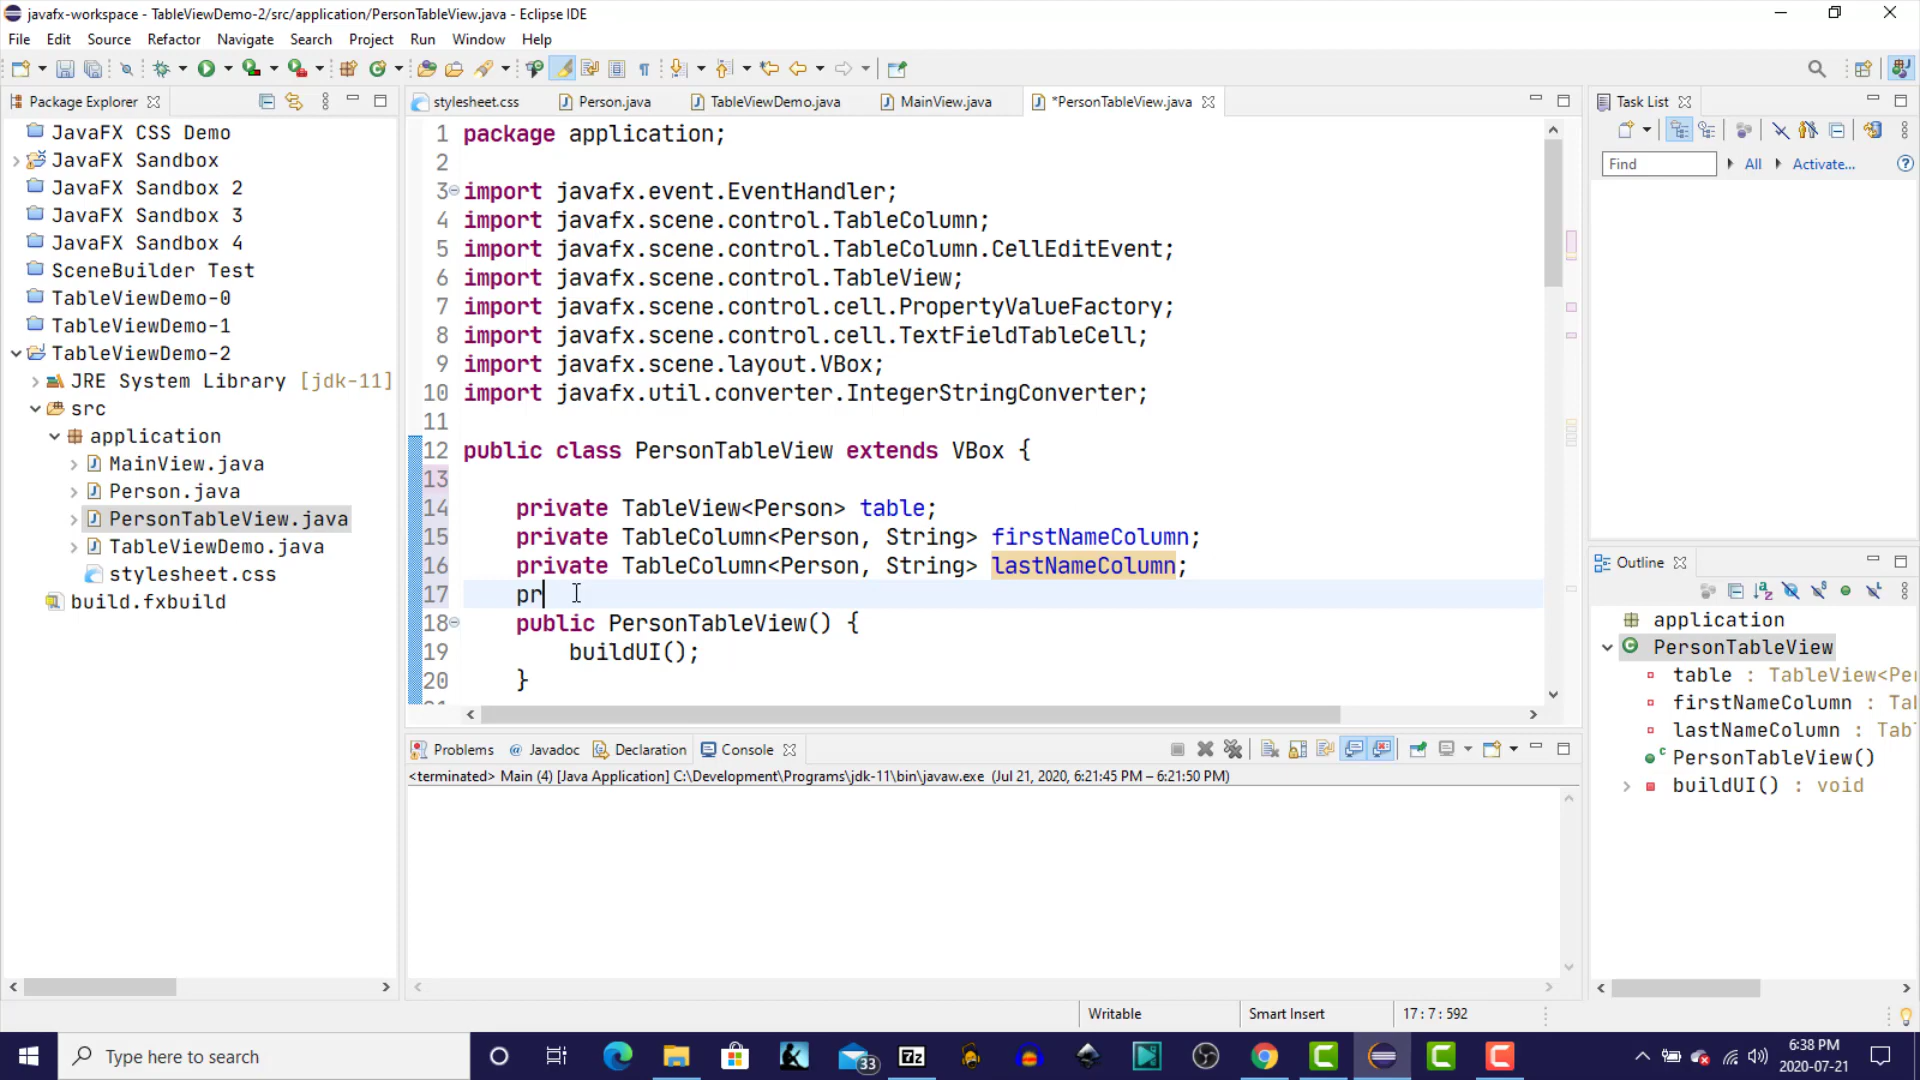 javafx-workspace - TableViewDemo-2/src/application/PersonTableView.java - Eclipse IDE
File Edit Source Refactor Navigate Search Project Run Window Help
Package Explorer
JavaFX CSS Demo
JavaFX Sandbox
JavaFX Sandbox 2
JavaFX Sandbox 3
JavaFX Sandbox 4
SceneBuilder Test
TableViewDemo-0
TableViewDemo-1
TableViewDemo-2
JRE System Library [jdk-11]
src
application
MainView.java
Person.java
PersonTableView.java
TableViewDemo.java
stylesheet.css
build.fxbuild
stylesheet.css Person.java TableViewDemo.java MainView.java *PersonTableView.java
1 package application;
2
3 import javafx.event.EventHandler;
4 import javafx.scene.control.TableColumn;
5 import javafx.scene.control.TableColumn.CellEditEvent;
6 import javafx.scene.control.TableView;
7 import javafx.scene.control.cell.PropertyValueFactory;
8 import javafx.scene.control.cell.TextFieldTableCell;
9 import javafx.scene.layout.VBox;
10 import javafx.util.converter.IntegerStringConverter;
11
12 public class PersonTableView extends VBox {
13
14 private TableView<Person> table;
15 private TableColumn<Person, String> firstNameColumn;
16 private TableColumn<Person, String> lastNameColumn;
17 pr
18 public PersonTableView() {
19 buildUI();
20 }
Problems @ Javadoc Declaration Console
<terminated> Main (4) [Java Application] C:\Development\Programs\jdk-11\bin\javaw.exe (Jul 21, 2020, 6:21:45 PM – 6:21:50 PM)
Task List
Find All Activate...
Outline
application
PersonTableView
table : TableView<Per
firstNameColumn : Tab
lastNameColumn : Tab
PersonTableView()
buildUI() : void
Writable Smart Insert 17 : 7 : 592
Type here to search
33
7z
6:38 PM
2020-07-21